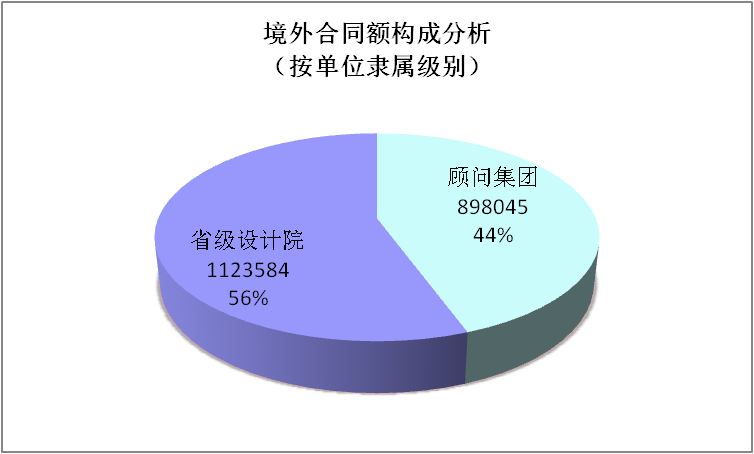 境外合同额构成分析
（按单位隶属级别）
顾问集团
898045
44%
省级设计院
1123584
56%